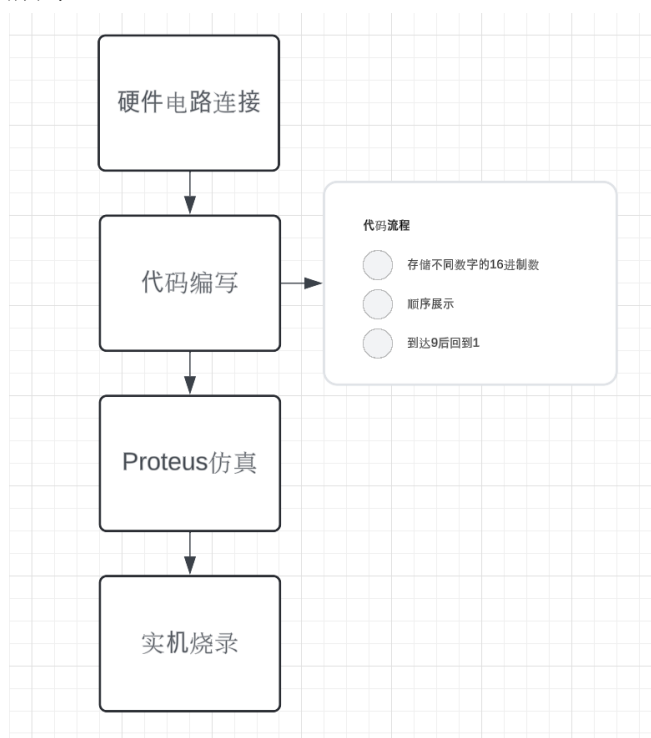 硬件电路连接
代码编写
代码流程
存储不同数字的16进制数
顺序展示
到达9后回到1
Proteus仿真
实机烧录